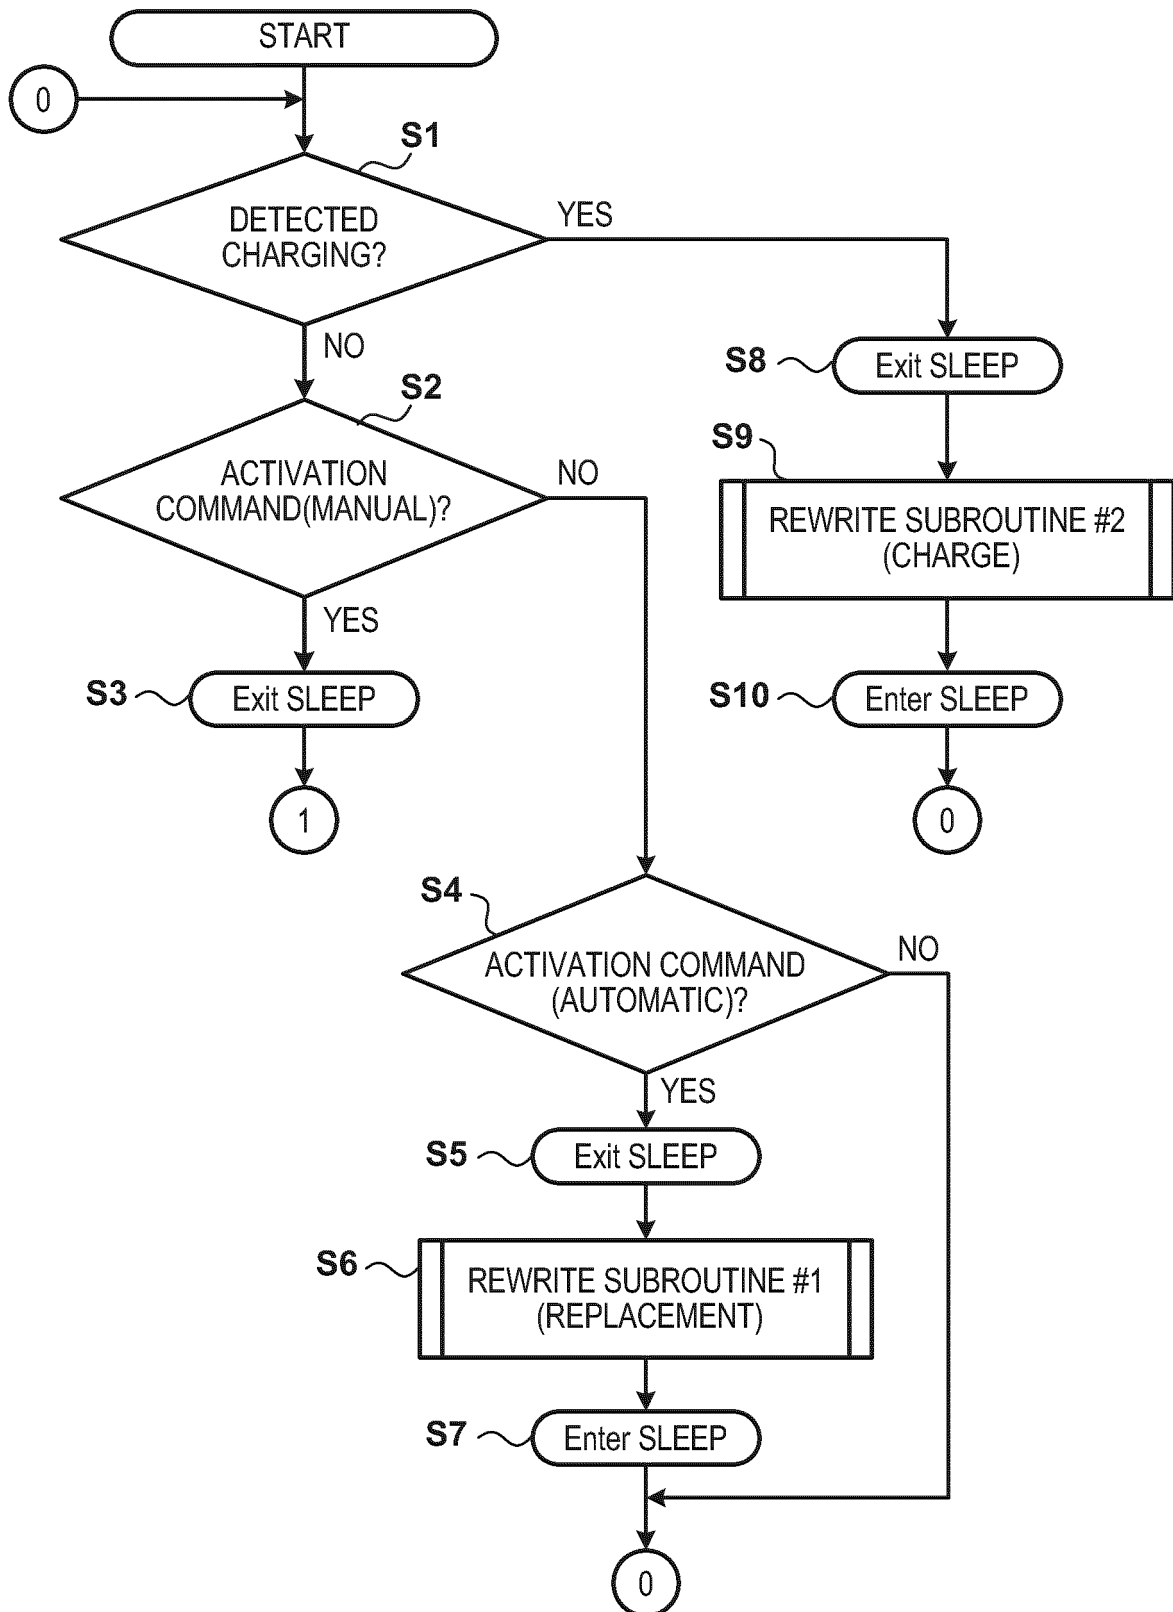 START
0
S1
DETECTED
CHARGING?
YES
NO
S8
Exit SLEEP
S2
ACTIVATION
COMMAND(MANUAL)?
NO
YES
S9
REWRITE SUBROUTINE #2
(CHARGE)
S3
Exit SLEEP
S10
Enter SLEEP
1
0
S4
ACTIVATION COMMAND
(AUTOMATIC)?
NO
YES
S5
Exit SLEEP
S6
REWRITE SUBROUTINE #1
(REPLACEMENT)
S7
Enter SLEEP
0